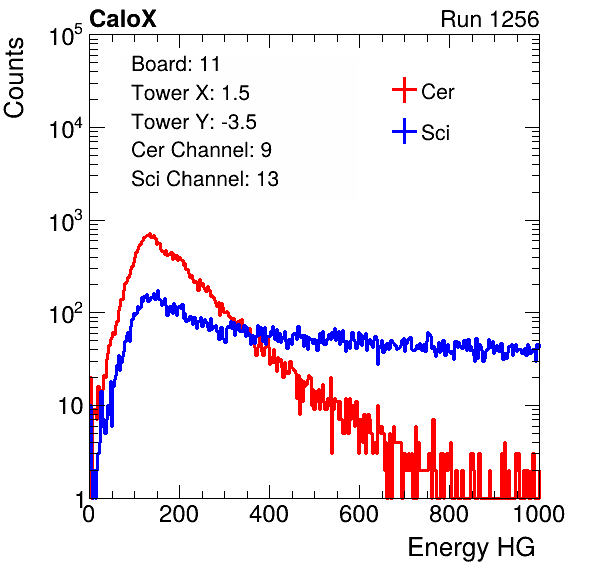 CaloX Run 1256
Counts
10^5
10^4
10^3
10^2
10
1
Board: 11
Tower X: 1.5
Tower Y: -3.5
Cer Channel: 9
Sci Channel: 13
Cer
Sci
0 200 400 600 800 1000
Energy HG